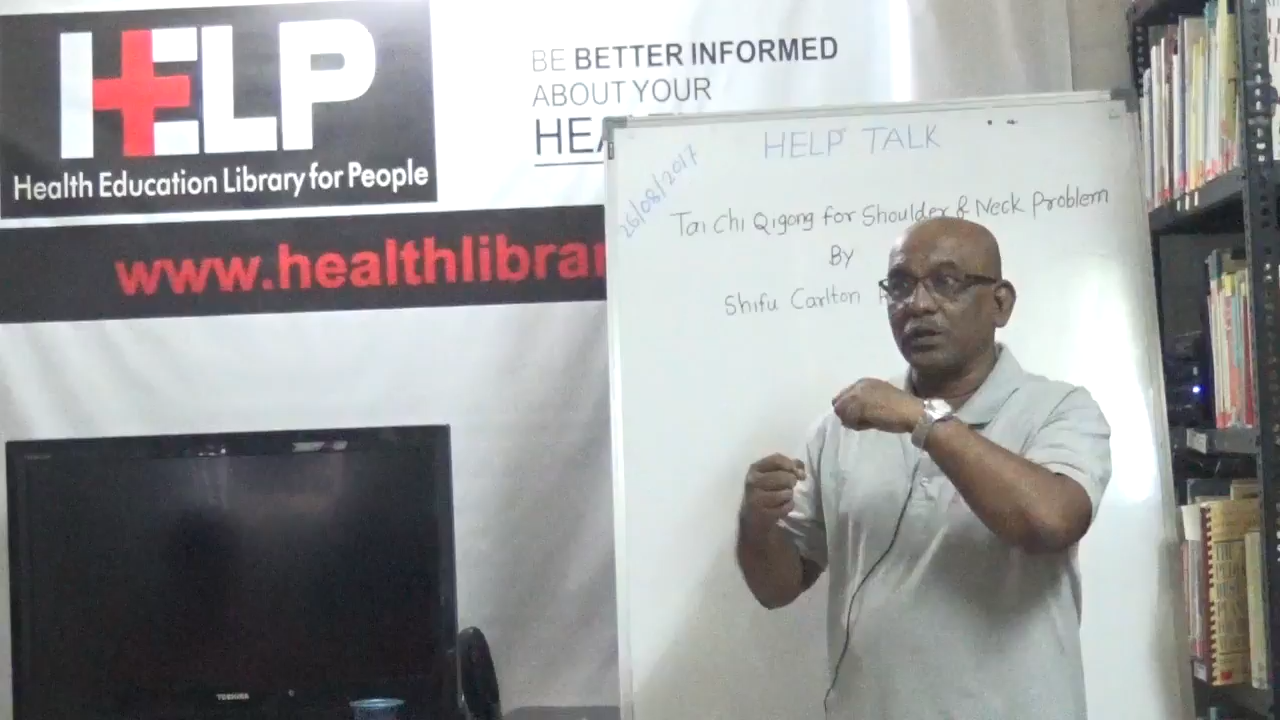 HELP
Health Education Library for People
BE BETTER INFORMED
ABOUT YOUR
www.healthlibrar
HELP TALK
26/08/2017
Tai Chi Qigong for Shoulder & Neck Problem
By
Shifu Carlton
TOSHIBA